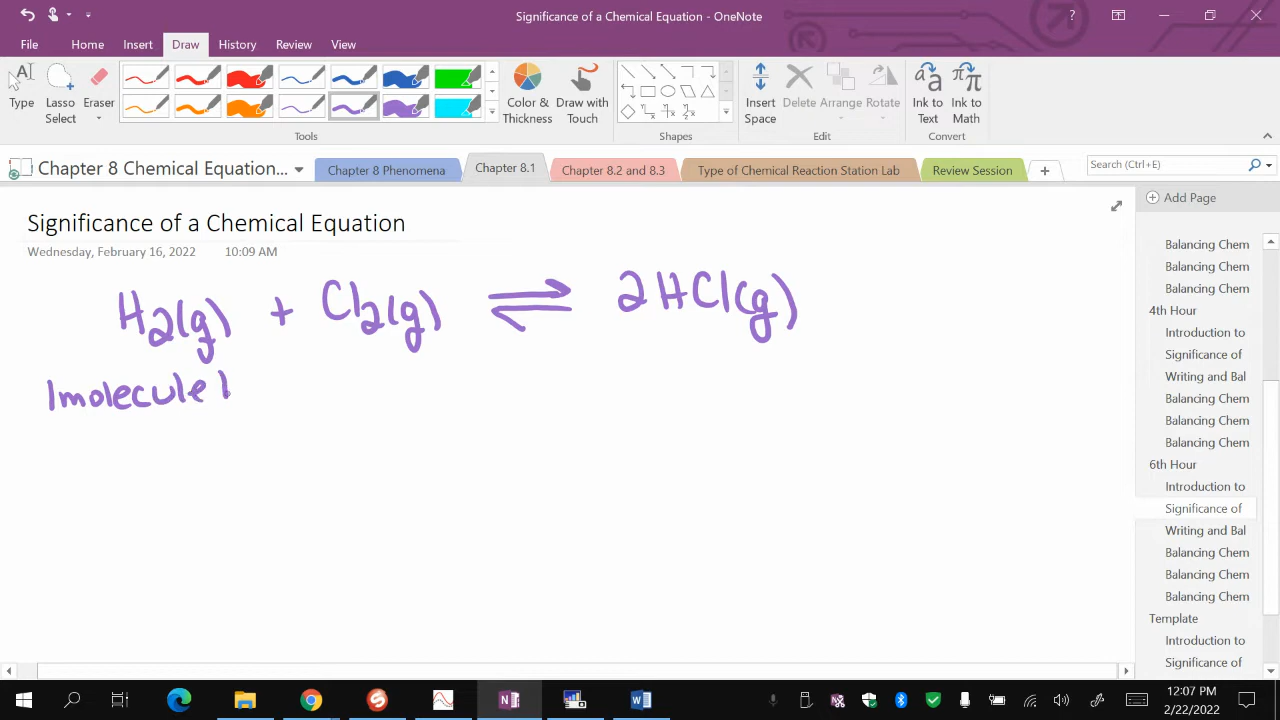 Significance of a Chemical Equation - OneNote
?
File Home Insert Draw History Review View
Type
Lasso Select
Eraser
Color & Thickness
Draw with Touch
Insert Space
Delete Arrange Rotate
Ink to Text
Ink to Math
Tools
Shapes
Edit
Convert
Chapter 8 Chemical Equation...
Chapter 8 Phenomena
Chapter 8.1
Chapter 8.2 and 8.3
Type of Chemical Reaction Station Lab
Review Session
Search (Ctrl+E)
Add Page
Significance of a Chemical Equation
Wednesday, February 16, 2022 10:09 AM
H2(g) + Cl2(g) ⇌ 2HCl(g)
1molecule
Balancing Chem
Balancing Chem
Balancing Chem
4th Hour
Introduction to
Significance of
Writing and Bal
Balancing Chem
Balancing Chem
Balancing Chem
6th Hour
Introduction to
Significance of
Writing and Bal
Balancing Chem
Balancing Chem
Balancing Chem
Template
Introduction to
Significance of
12:07 PM
2/22/2022